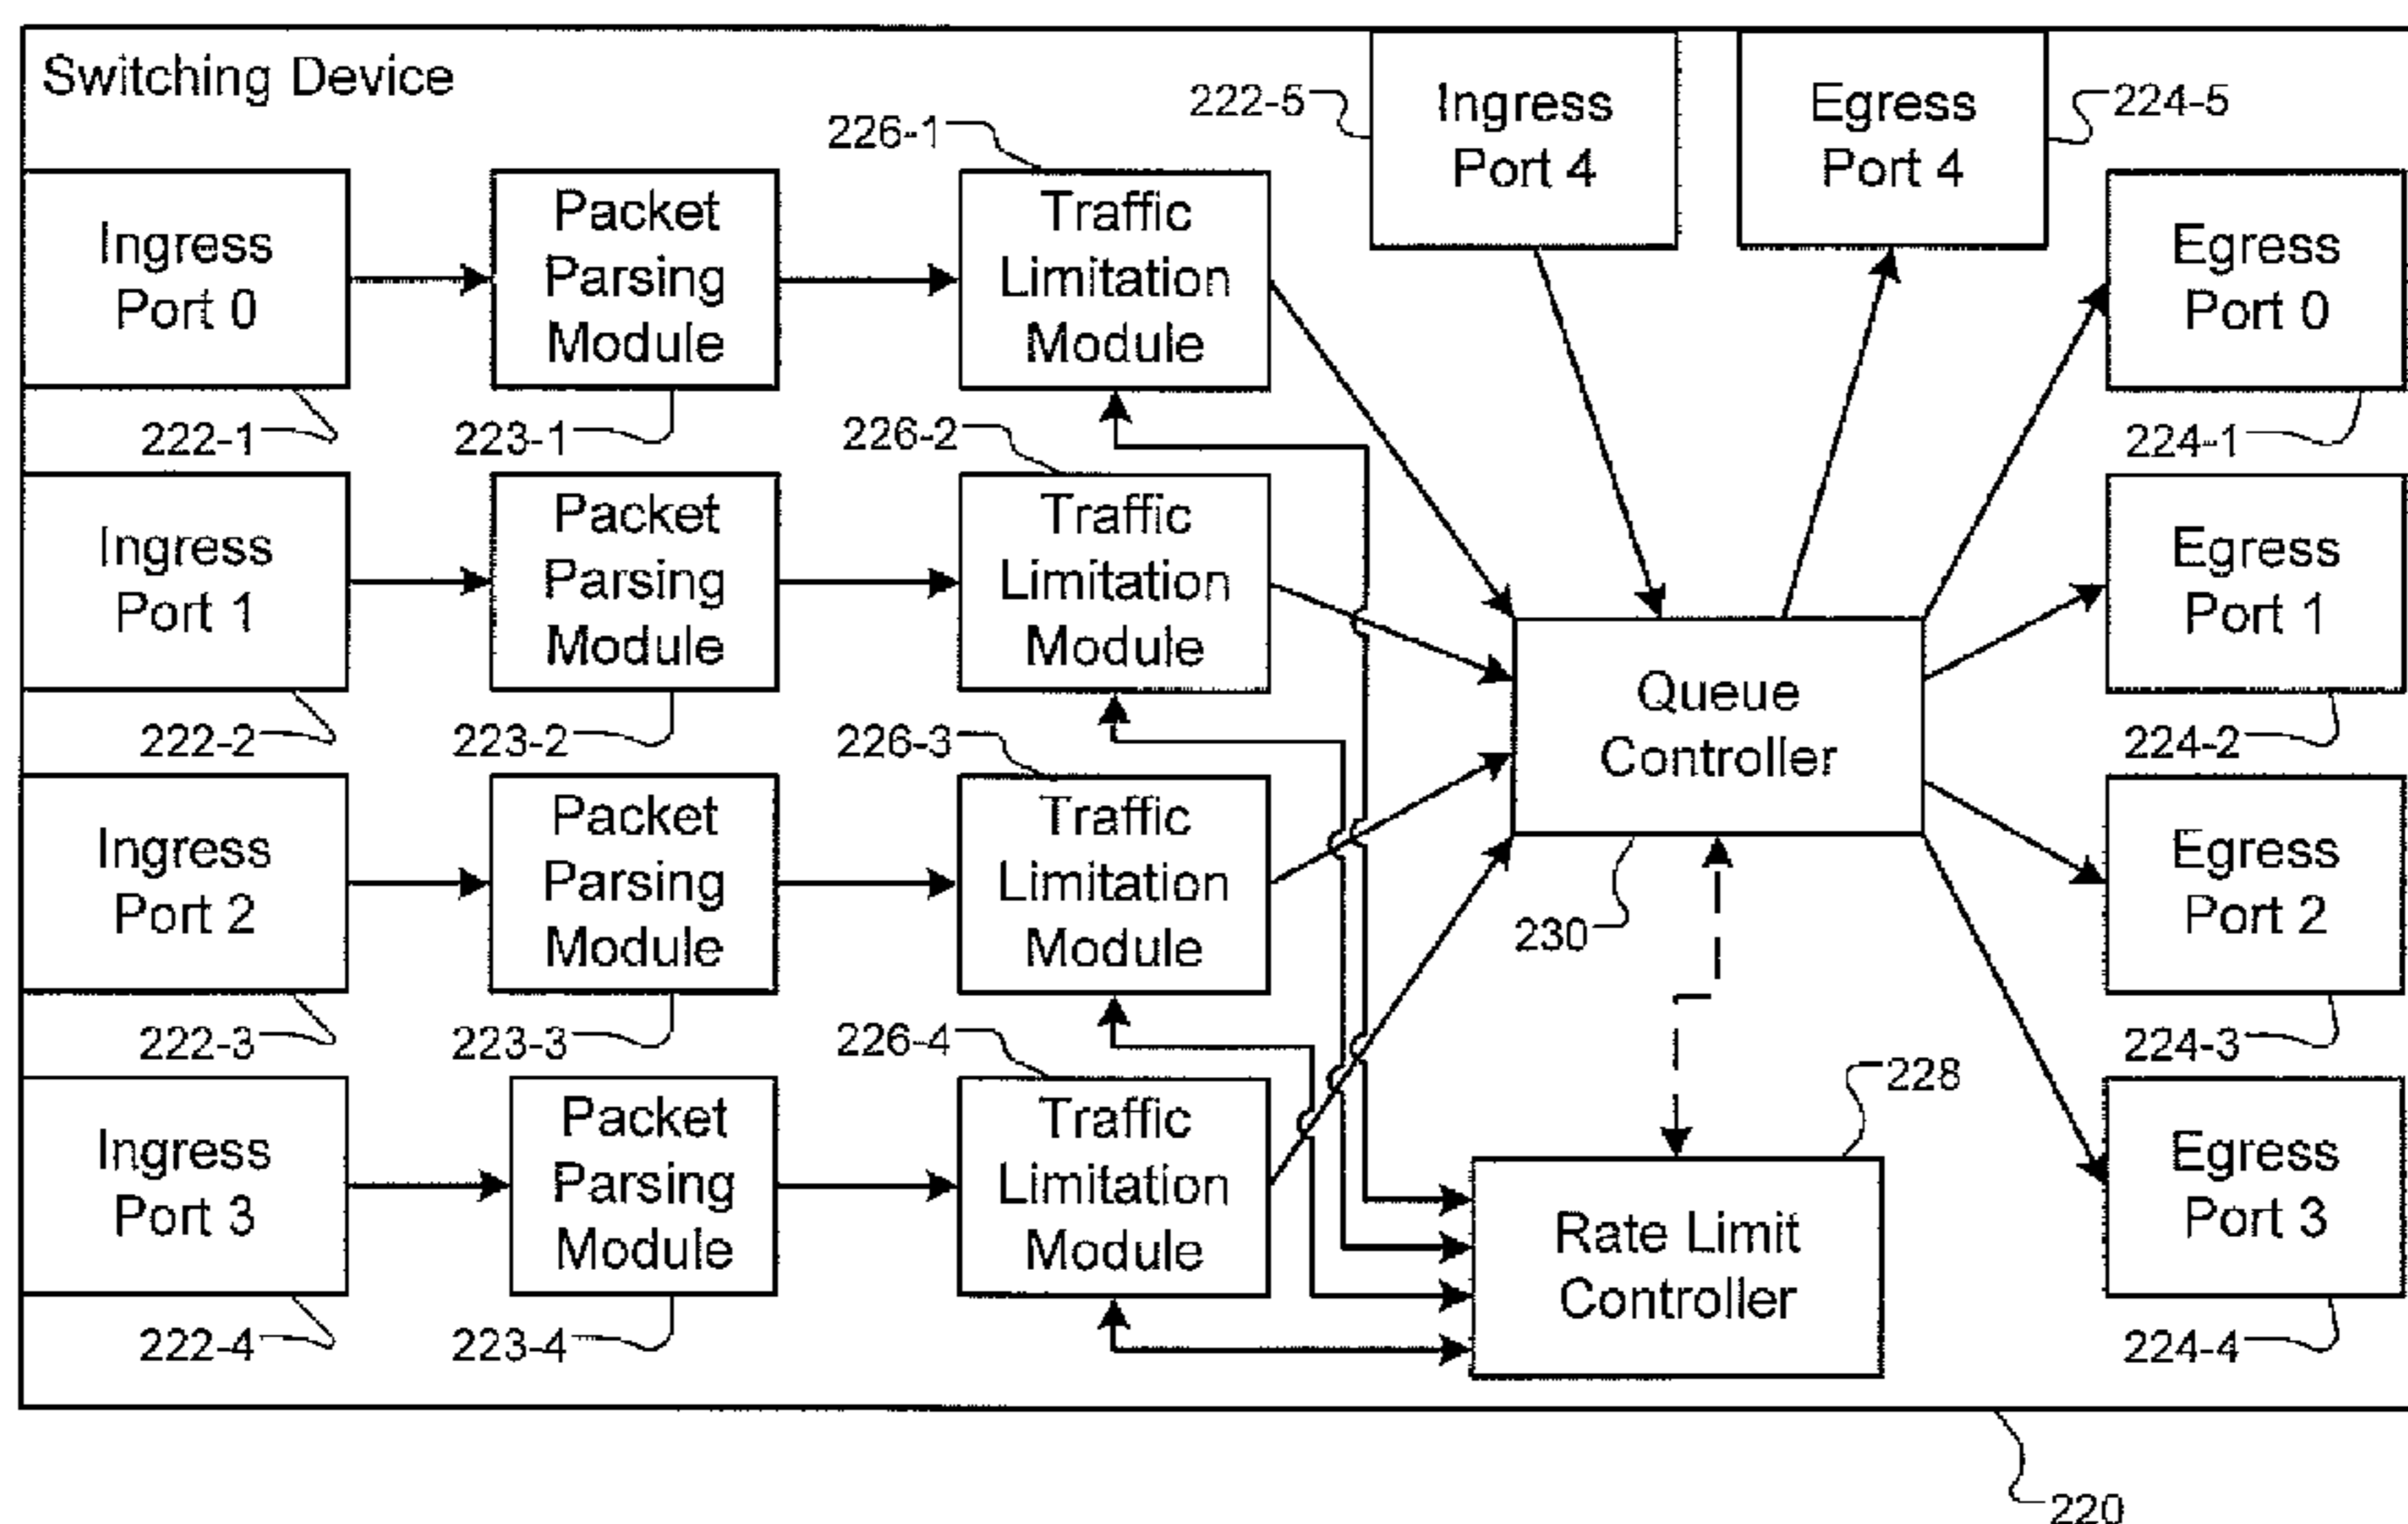 Switching Device
222-5
Ingress
Port 4
Egress
Port 4
224-5
226-1
Ingress
Port 0
Packet
Parsing
Module
Traffic
Limitation
Module
Egress
Port 0
222-1
223-1
226-2
224-1
Ingress
Port 1
Packet
Parsing
Module
Traffic
Limitation
Module
Egress
Port 1
Queue
Controller
222-2
223-2
226-3
224-2
Ingress
Port 2
Packet
Parsing
Module
Traffic
Limitation
Module
230
Egress
Port 2
222-3
223-3
226-4
224-3
228
Ingress
Port 3
Packet
Parsing
Module
Traffic
Limitation
Module
Rate Limit
Controller
Egress
Port 3
222-4
223-4
224-4
220